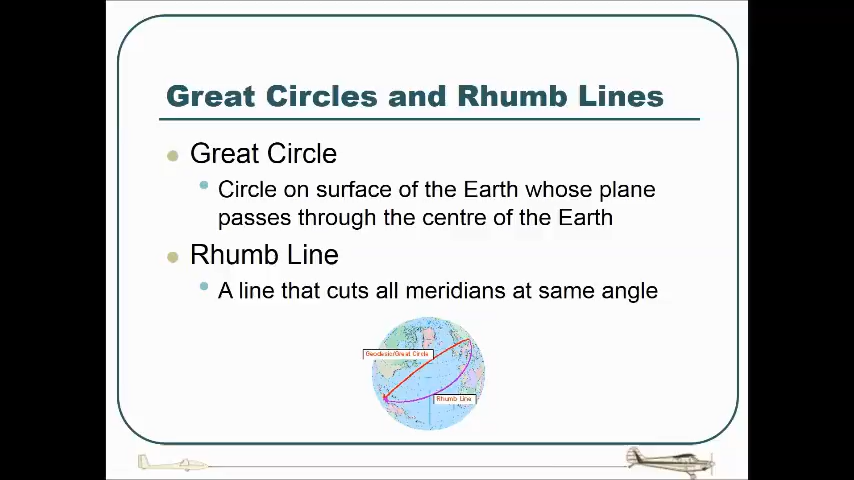 Great Circles and Rhumb Lines
Great Circle
Circle on surface of the Earth whose plane
passes through the centre of the Earth
Rhumb Line
A line that cuts all meridians at same angle
Geodesic/Great Circle
Rhumb Line